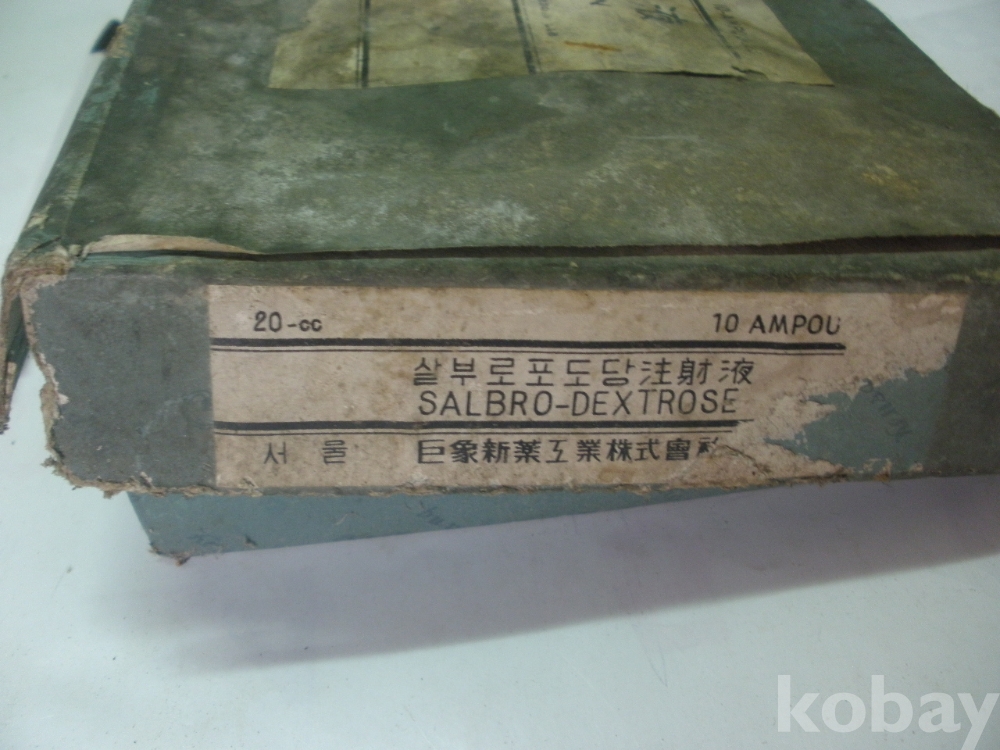 20-cc 10 AMPOU
살부로포도당注射液
SALBRO-DEXTROSE
서울 巨象新薬工業株式會社
kobay